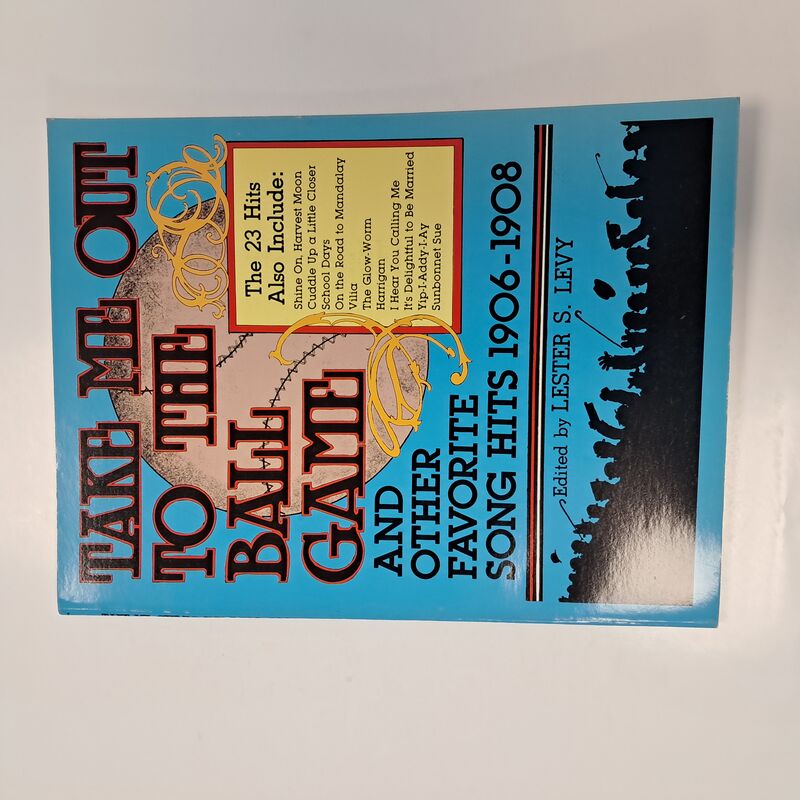 TAKE ME OUT
TO THE
BALL
GAME
The 23 Hits
Also Include:
Shine On, Harvest Moon
Cuddle Up a Little Closer
School Days
On the Road to Mandalay
Vilia
The Glow-Worm
Harrigan
I Hear You Calling Me
It's Delightful to Be Married
Yip-I-Addy-I-Ay
Sunbonnet Sue
AND
OTHER
FAVORITE
SONG HITS 1906-1908
Edited by LESTER S. LEVY